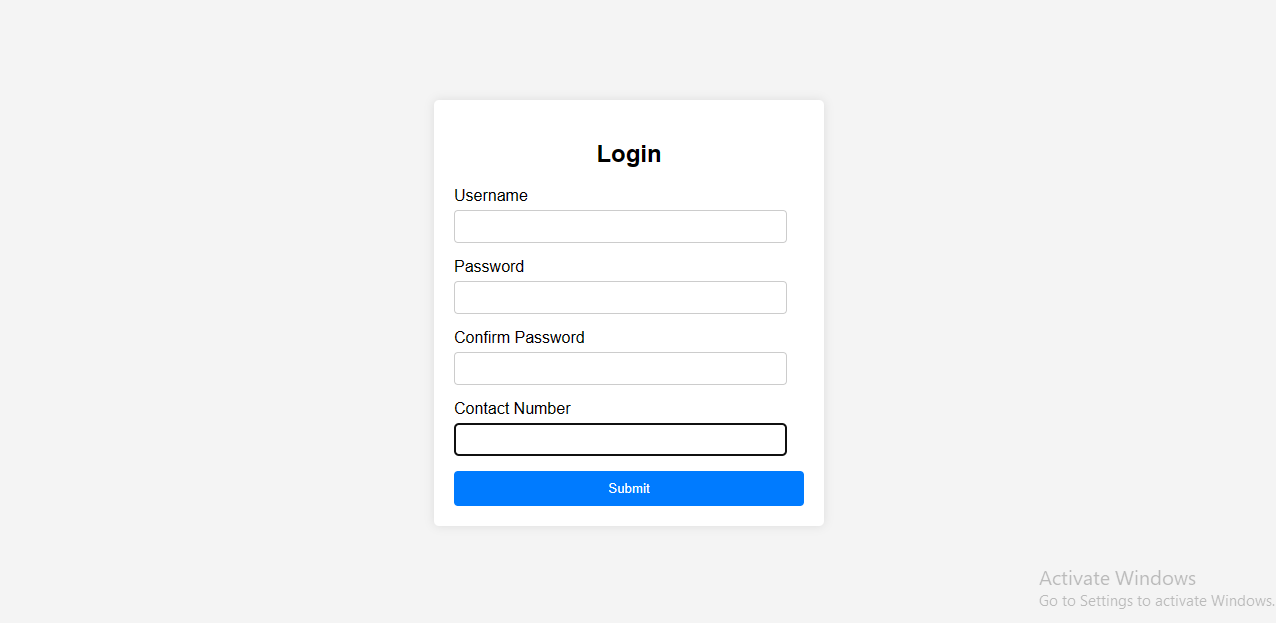 Login
Username
Password
Confirm Password
Contact Number
Submit
Activate Windows
Go to Settings to activate Windows.